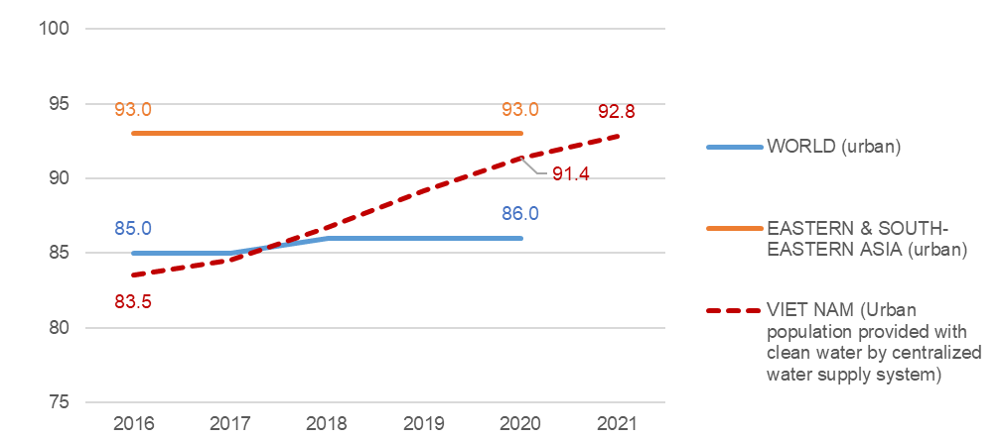 100
95
93.0
93.0
92.8
WORLD (urban)
90
91.4
85.0
86.0
EASTERN & SOUTH-
EASTERN ASIA (urban)
85
83.5
VIET NAM (Urban
population provided with
clean water by centralized
water supply system)
80
75
2016
2017
2018
2019
2020
2021